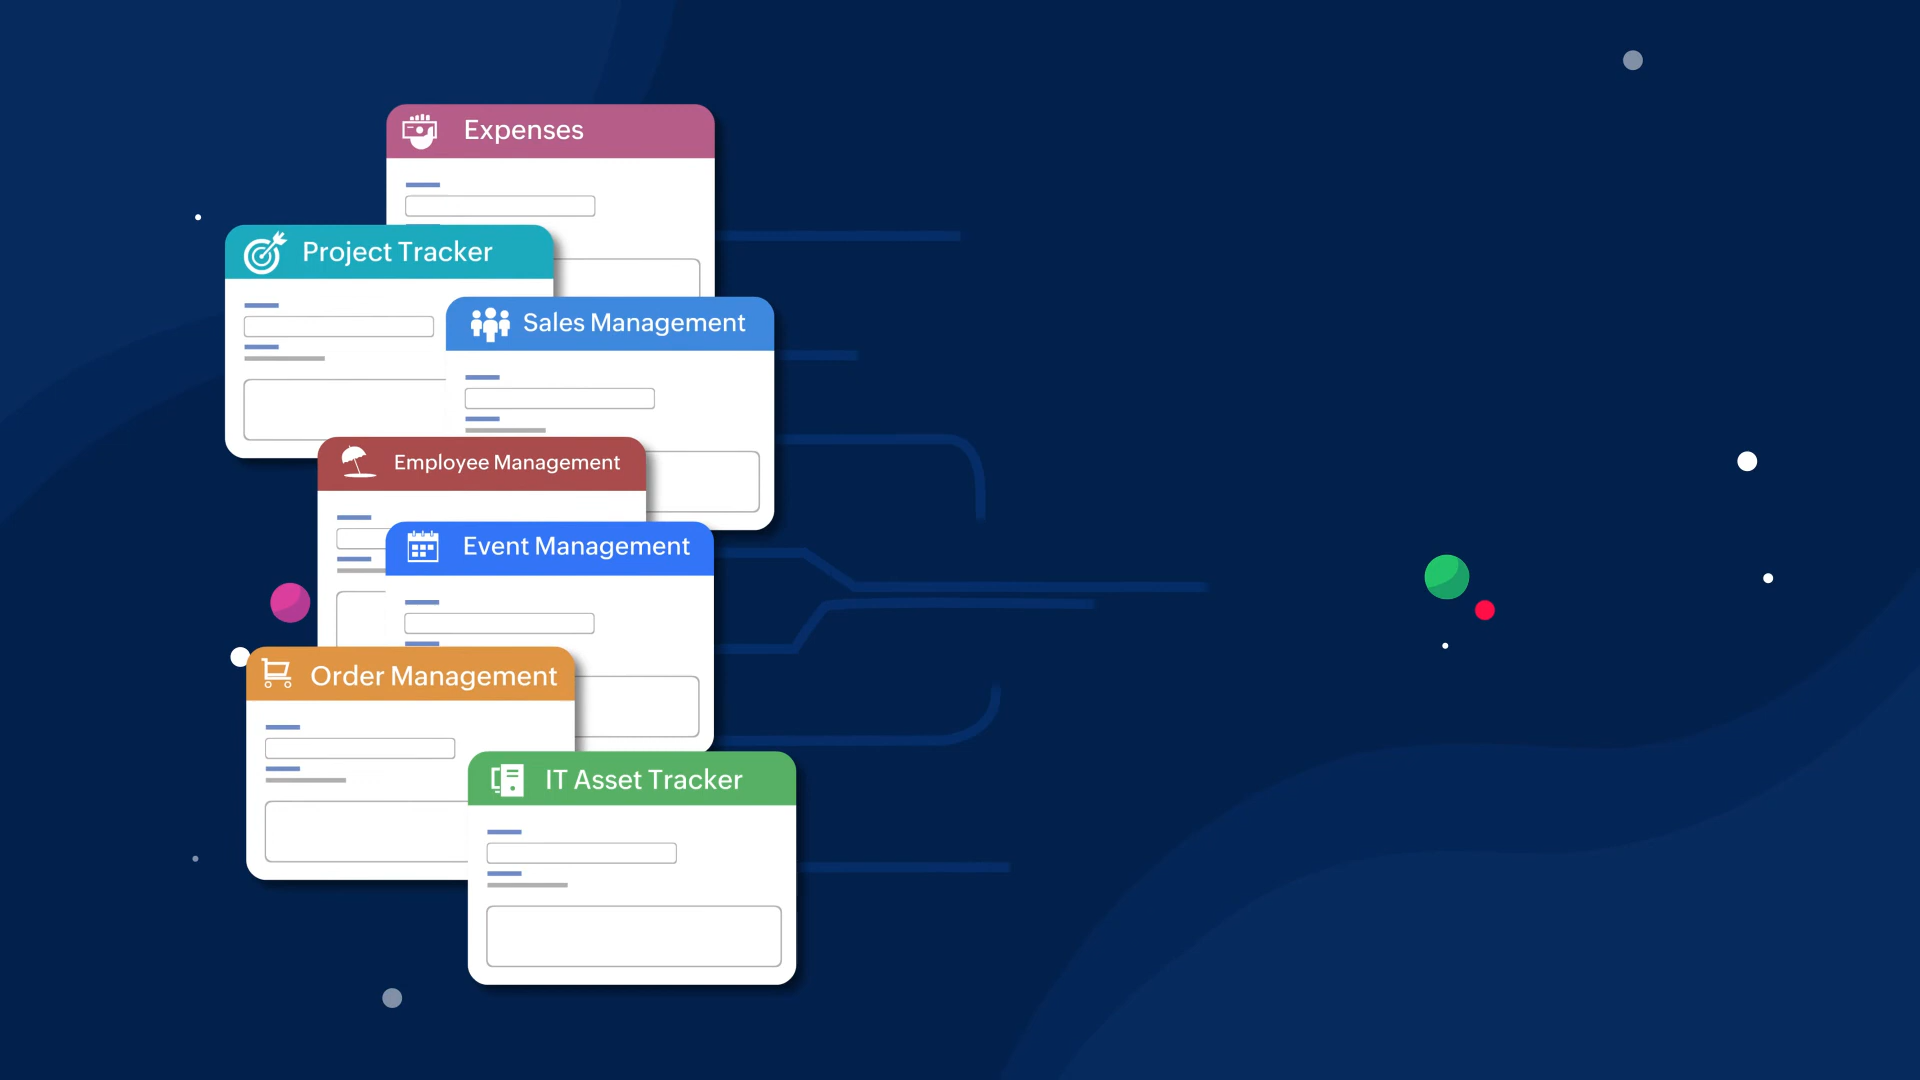 Expenses
Project Tracker
Sales Management
Employee Management
Event Management
Order Management
IT Asset Tracker